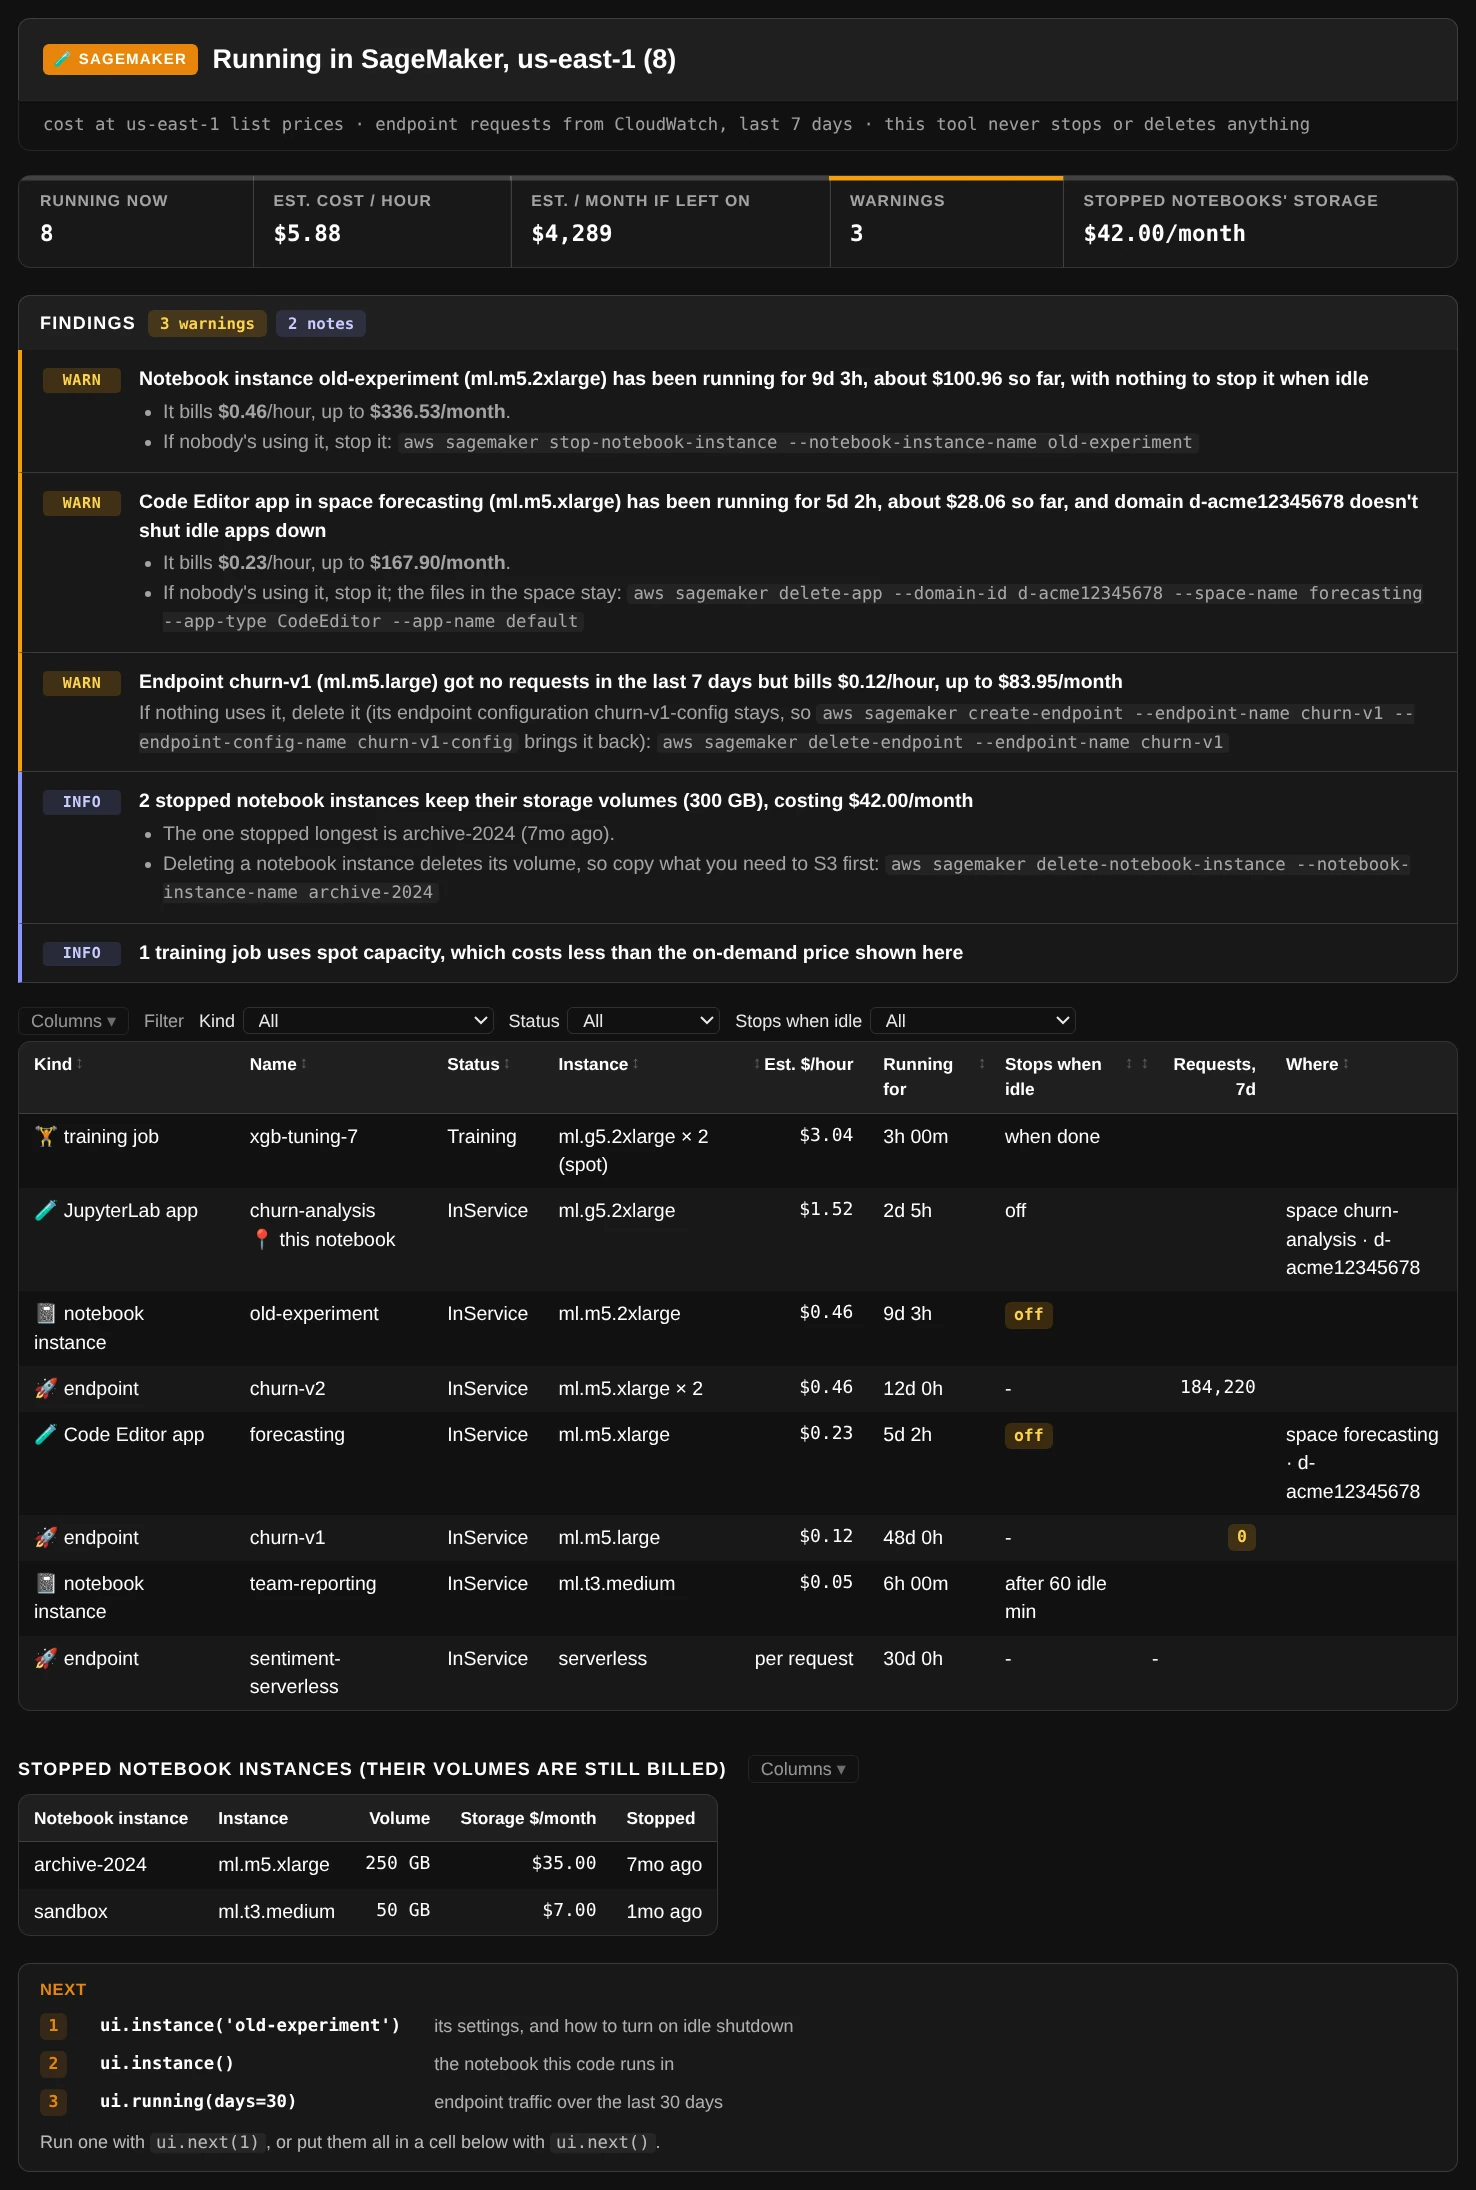 SAGEMAKER Running in SageMaker, us-east-1 (8)
cost at us-east-1 list prices · endpoint requests from CloudWatch, last 7 days · this tool never stops or deletes anything
RUNNING NOW
8
EST. COST / HOUR
$5.88
EST. / MONTH IF LEFT ON
$4,289
WARNINGS
3
STOPPED NOTEBOOKS' STORAGE
$42.00/month
FINDINGS 3 warnings 2 notes
WARN Notebook instance old-experiment (ml.m5.2xlarge) has been running for 9d 3h, about $100.96 so far, with nothing to stop it when idle
• It bills $0.46/hour, up to $336.53/month.
• If nobody's using it, stop it: aws sagemaker stop-notebook-instance --notebook-instance-name old-experiment
WARN Code Editor app in space forecasting (ml.m5.xlarge) has been running for 5d 2h, about $28.06 so far, and domain d-acme12345678 doesn't
shut idle apps down
• It bills $0.23/hour, up to $167.90/month.
• If nobody's using it, stop it; the files in the space stay: aws sagemaker delete-app --domain-id d-acme12345678 --space-name forecasting
--app-type CodeEditor --app-name default
WARN Endpoint churn-v1 (ml.m5.large) got no requests in the last 7 days but bills $0.12/hour, up to $83.95/month
If nothing uses it, delete it (its endpoint configuration churn-v1-config stays, so aws sagemaker create-endpoint --endpoint-name churn-v1 --
endpoint-config-name churn-v1-config brings it back): aws sagemaker delete-endpoint --endpoint-name churn-v1
INFO 2 stopped notebook instances keep their storage volumes (300 GB), costing $42.00/month
• The one stopped longest is archive-2024 (7mo ago).
• Deleting a notebook instance deletes its volume, so copy what you need to S3 first: aws sagemaker delete-notebook-instance --notebook-
instance-name archive-2024
INFO 1 training job uses spot capacity, which costs less than the on-demand price shown here
Columns ▾ Filter Kind All Status All Stops when idle All
Kind Name Status Instance Est. $/hour Running for Stops when idle Requests, 7d Where
training job xgb-tuning-7 Training ml.g5.2xlarge × 2 (spot) $3.04 3h 00m when done
JupyterLab app churn-analysis 📍 this notebook InService ml.g5.2xlarge $1.52 2d 5h off space churn-analysis · d-acme12345678
notebook instance old-experiment InService ml.m5.2xlarge $0.46 9d 3h off
endpoint churn-v2 InService ml.m5.xlarge × 2 $0.46 12d 0h - 184,220
Code Editor app forecasting InService ml.m5.xlarge $0.23 5d 2h off space forecasting · d-acme12345678
endpoint churn-v1 InService ml.m5.large $0.12 48d 0h - 0
notebook instance team-reporting InService ml.t3.medium $0.05 6h 00m after 60 idle min
endpoint sentiment-serverless InService serverless per request 30d 0h - -
STOPPED NOTEBOOK INSTANCES (THEIR VOLUMES ARE STILL BILLED) Columns ▾
Notebook instance Instance Volume Storage $/month Stopped
archive-2024 ml.m5.xlarge 250 GB $35.00 7mo ago
sandbox ml.t3.medium 50 GB $7.00 1mo ago
NEXT
1 ui.instance('old-experiment') its settings, and how to turn on idle shutdown
2 ui.instance() the notebook this code runs in
3 ui.running(days=30) endpoint traffic over the last 30 days
Run one with ui.next(1), or put them all in a cell below with ui.next().